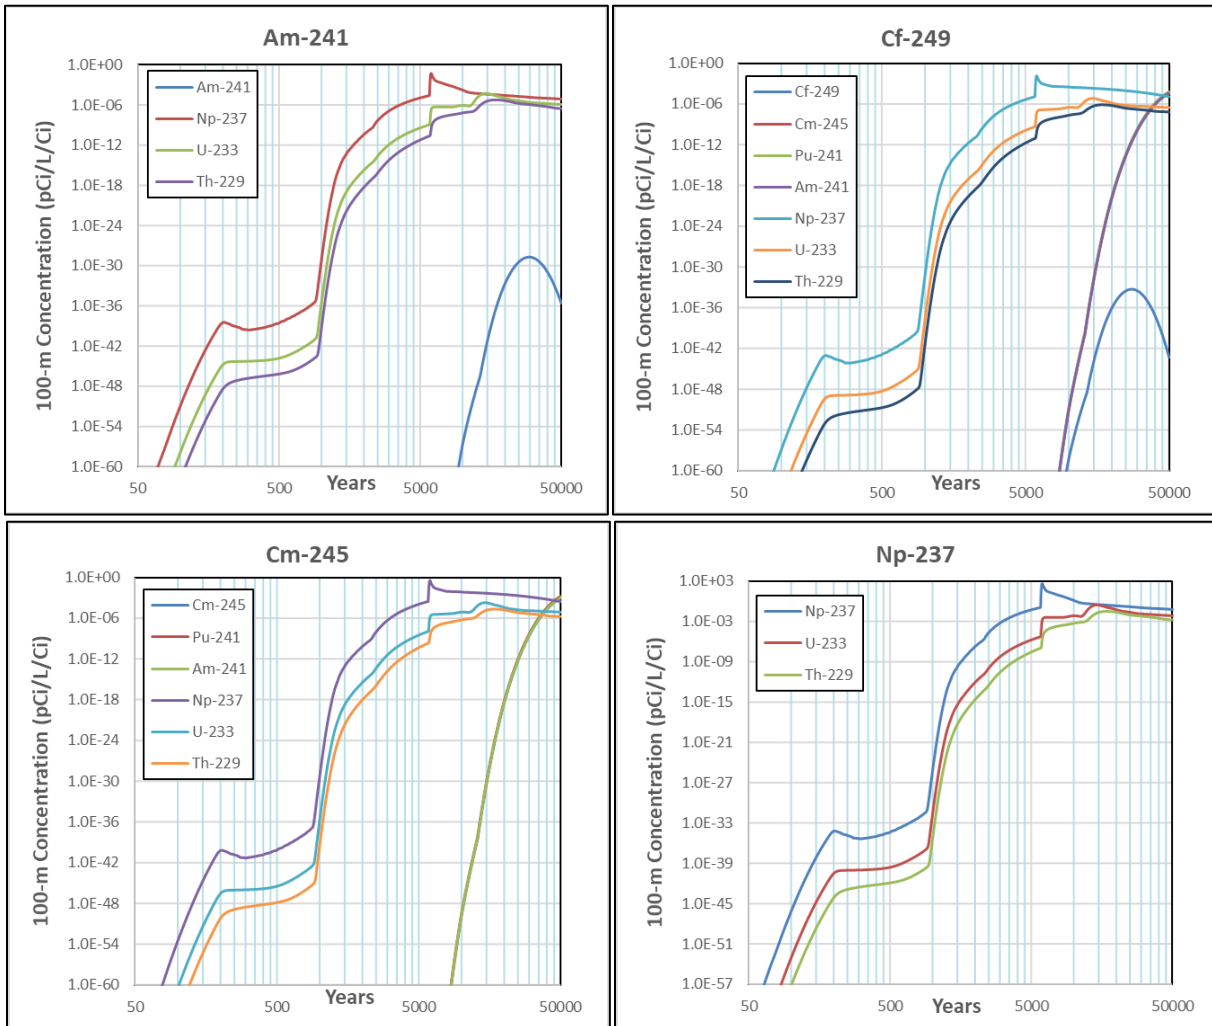 Am-241
100-m Concentration (pCi/L/Ci)
1.0E+00
1.0E-06
1.0E-12
1.0E-18
1.0E-24
1.0E-30
1.0E-36
1.0E-42
1.0E-48
1.0E-54
1.0E-60
Am-241
Np-237
U-233
Th-229
50
500
5000
50000
Years
Cf-249
100-m Concentration (pCi/L/Ci)
1.0E+00
1.0E-06
1.0E-12
1.0E-18
1.0E-24
1.0E-30
1.0E-36
1.0E-42
1.0E-48
1.0E-54
1.0E-60
Cf-249
Cm-245
Pu-241
Am-241
Np-237
U-233
Th-229
50
500
5000
50000
Years
Cm-245
100-m Concentration (pCi/L/Ci)
1.0E+00
1.0E-06
1.0E-12
1.0E-18
1.0E-24
1.0E-30
1.0E-36
1.0E-42
1.0E-48
1.0E-54
1.0E-60
Cm-245
Pu-241
Am-241
Np-237
U-233
Th-229
50
500
5000
50000
Years
Np-237
100-m Concentration (pCi/L/Ci)
1.0E+03
1.0E-03
1.0E-09
1.0E-15
1.0E-21
1.0E-27
1.0E-33
1.0E-39
1.0E-45
1.0E-51
1.0E-57
Np-237
U-233
Th-229
50
500
5000
50000
Years